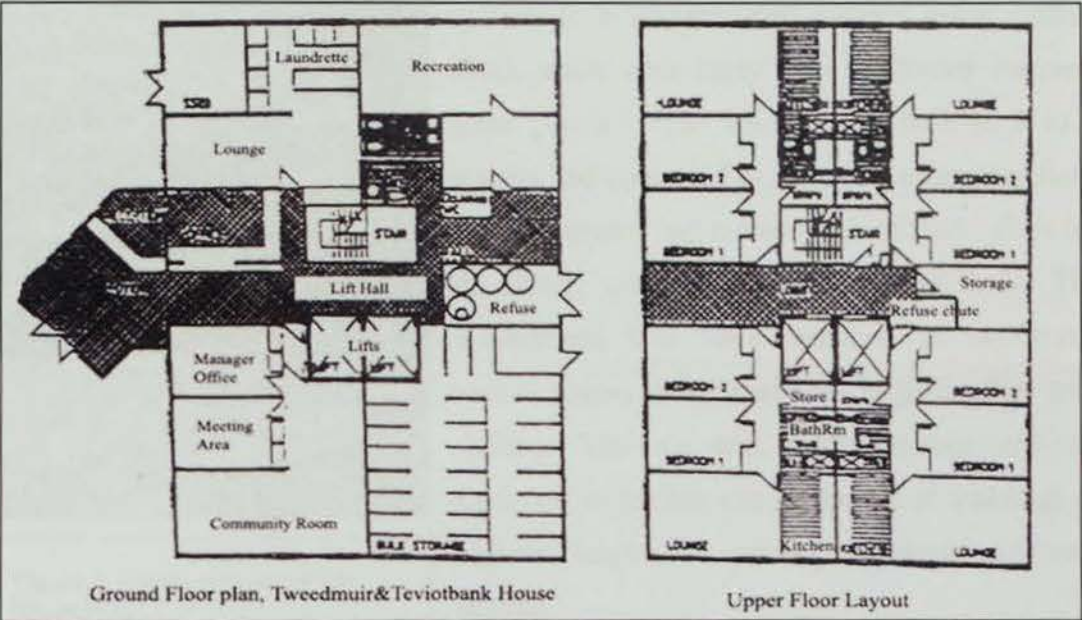 Laundrette
Recreation
Lounge
STAIR
Lift Hall
Refuse
Lifts
LIFT
Manager
Office
Meeting
Area
Community Room
BULK STORAGE
Ground Floor plan, Tweedmuir&Teviotbank House
LOUNGE
LOUNGE
BEDROOM 2
BEDROOM 2
STAIR
BEDROOM 1
BEDROOM 1
Storage
Refuse chute
LIFT
BEDROOM 2
BEDROOM 2
Store
BathRm
BEDROOM 1
BEDROOM 1
LOUNGE
Kitchen
LOUNGE
Upper Floor Layout